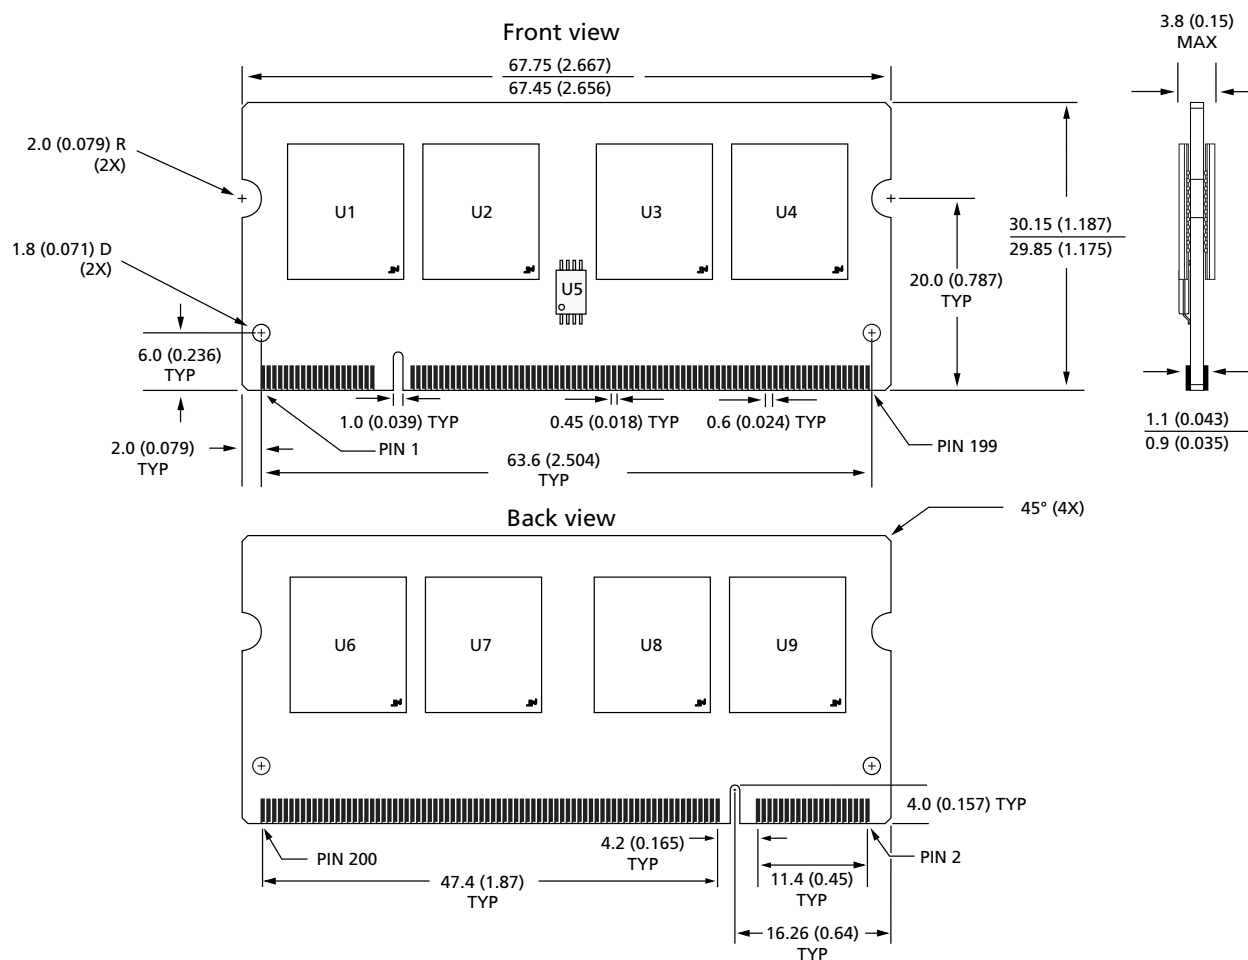 Front view
67.75 (2.667)
67.45 (2.656)
3.8 (0.15)
MAX
2.0 (0.079) R
(2X)
U1
U2
U3
U4
1.8 (0.071) D
(2X)
U5
30.15 (1.187)
29.85 (1.175)
20.0 (0.787)
TYP
6.0 (0.236)
TYP
1.0 (0.039) TYP
0.45 (0.018) TYP
0.6 (0.024) TYP
1.1 (0.043)
0.9 (0.035)
2.0 (0.079)
TYP
PIN 1
63.6 (2.504)
TYP
PIN 199
Back view
45° (4X)
U6
U7
U8
U9
4.0 (0.157) TYP
PIN 200
4.2 (0.165)
TYP
PIN 2
47.4 (1.87)
TYP
11.4 (0.45)
TYP
16.26 (0.64)
TYP